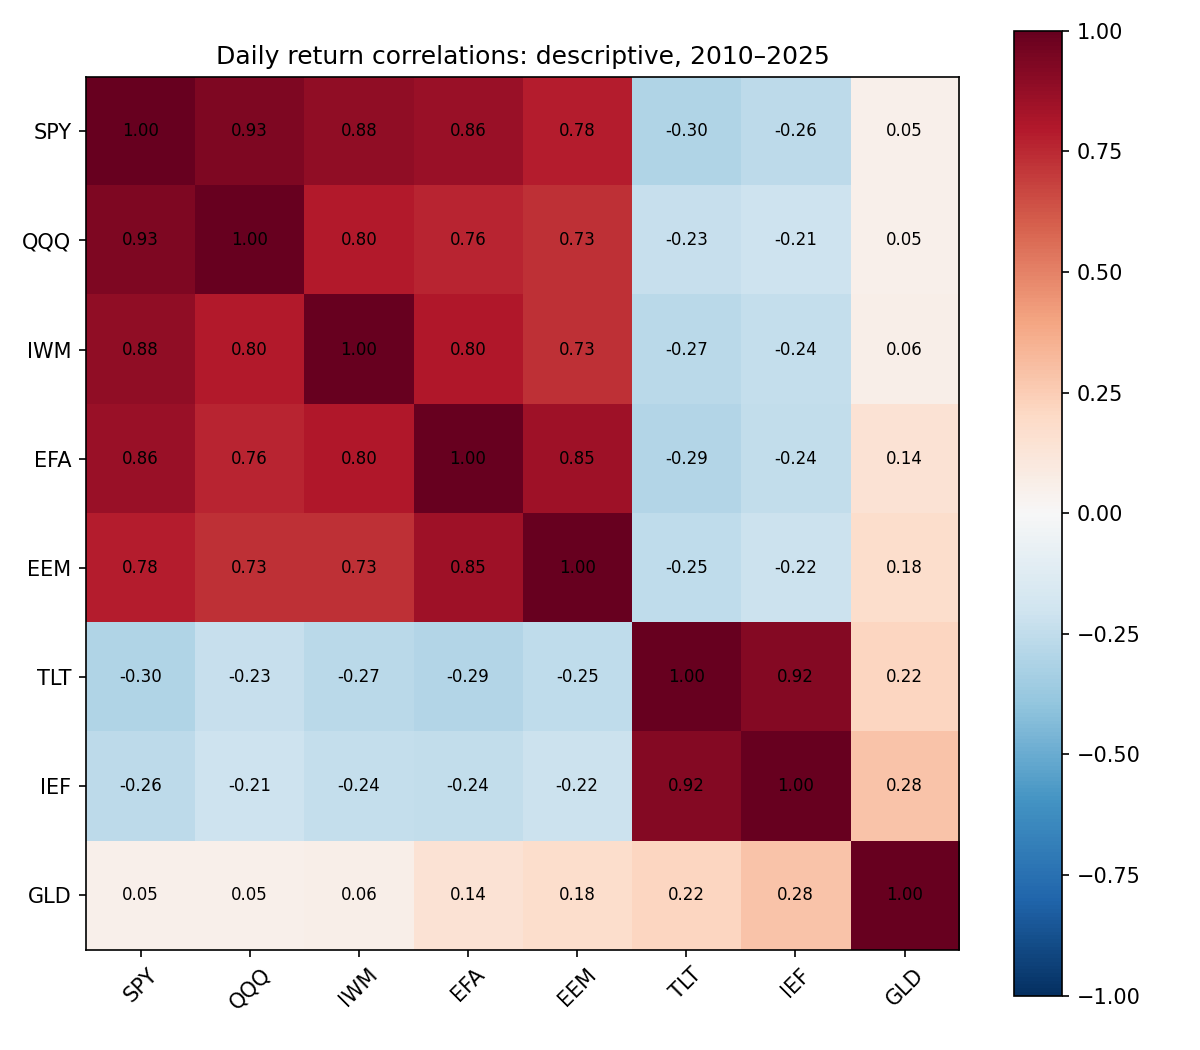 Daily return correlations: descriptive, 2010–2025
SPY 1.00 0.93 0.88 0.86 0.78 -0.30 -0.26 0.05
QQQ 0.93 1.00 0.80 0.76 0.73 -0.23 -0.21 0.05
IWM 0.88 0.80 1.00 0.80 0.73 -0.27 -0.24 0.06
EFA 0.86 0.76 0.80 1.00 0.85 -0.29 -0.24 0.14
EEM 0.78 0.73 0.73 0.85 1.00 -0.25 -0.22 0.18
TLT -0.30 -0.23 -0.27 -0.29 -0.25 1.00 0.92 0.22
IEF -0.26 -0.21 -0.24 -0.24 -0.22 0.92 1.00 0.28
GLD 0.05 0.05 0.06 0.14 0.18 0.22 0.28 1.00
SPY QQQ IWM EFA EEM TLT IEF GLD
1.00
0.75
0.50
0.25
0.00
−0.25
−0.50
−0.75
−1.00